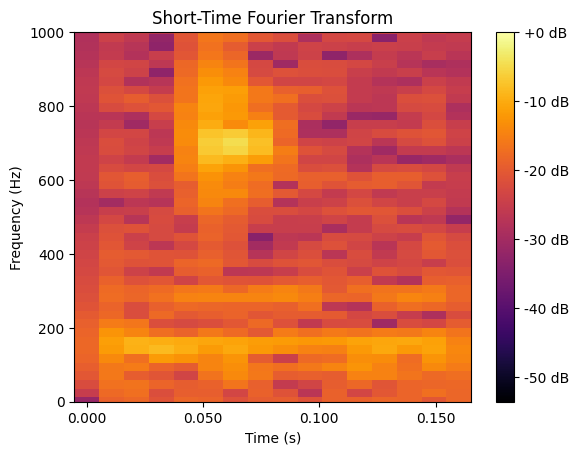 Short-Time Fourier Transform
Frequency (Hz)
1000
800
600
400
200
0
0.000
0.050
0.100
0.150
Time (s)
+0 dB
-10 dB
-20 dB
-30 dB
-40 dB
-50 dB